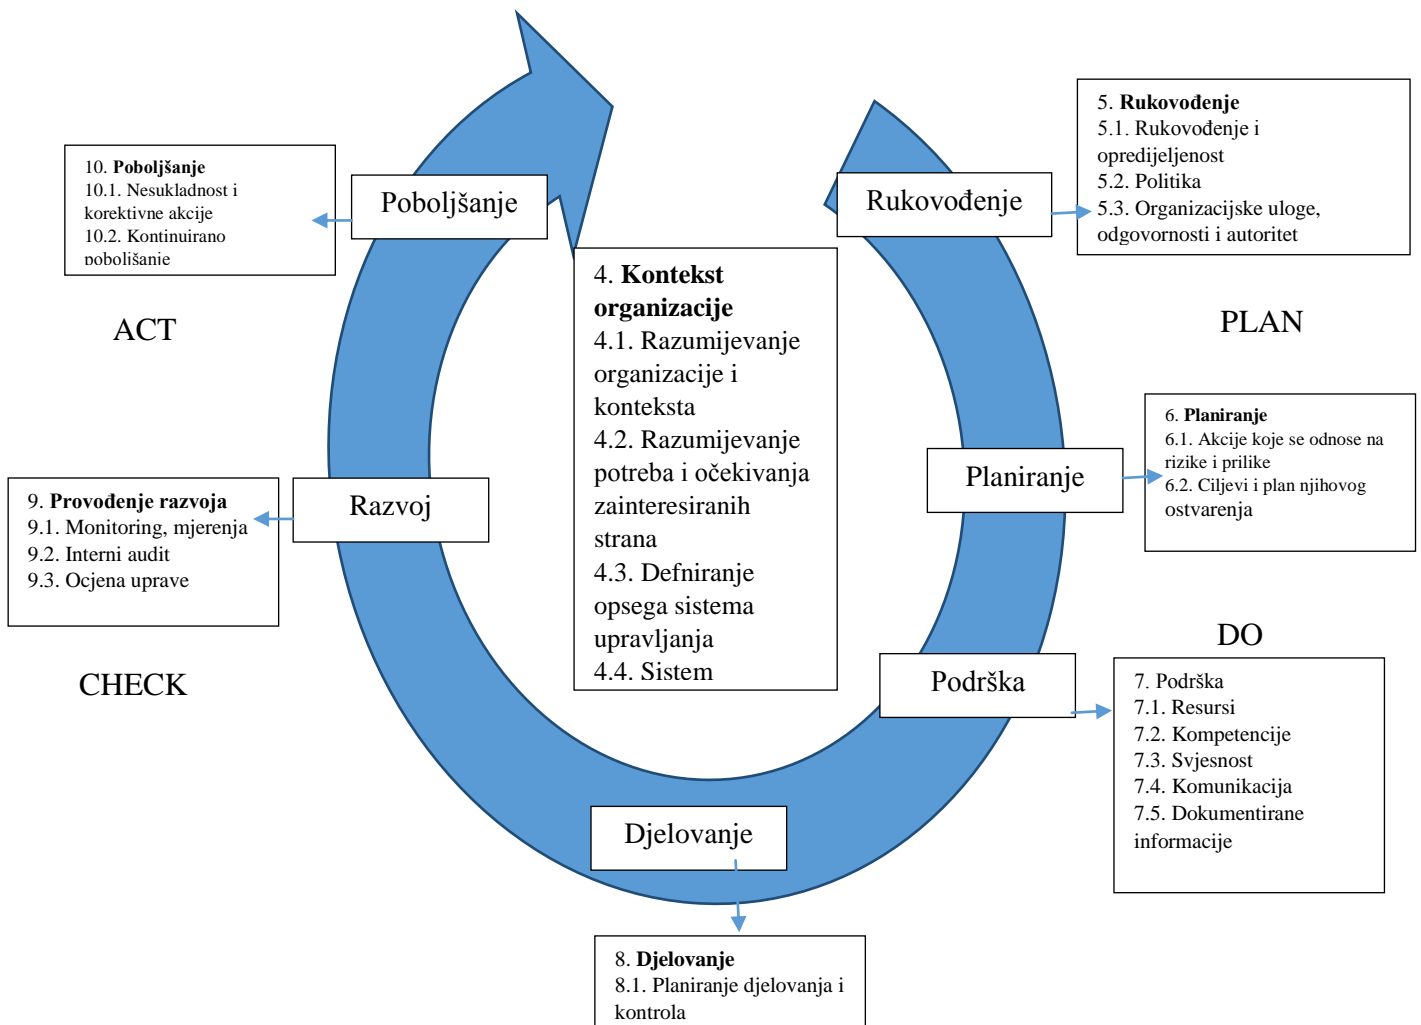 10. Poboljšanje
10.1. Nesukladnost i
korektivne akcije
10.2. Kontinuirano
poboljšanje
ACT
Poboljšanje
Rukovođenje
5. Rukovođenje
5.1. Rukovođenje i
opredijeljenost
5.2. Politika
5.3. Organizacijske uloge,
odgovornosti i autoritet
PLAN
4. Kontekst
organizacije
4.1. Razumijevanje
organizacije i
konteksta
4.2. Razumijevanje
potreba i očekivanja
zainteresiranih
strana
4.3. Defniranje
opsega sistema
upravljanja
4.4. Sistem
Planiranje
6. Planiranje
6.1. Akcije koje se odnose na
rizike i prilike
6.2. Ciljevi i plan njihovog
ostvarenja
9. Provođenje razvoja
9.1. Monitoring, mjerenja
9.2. Interni audit
9.3. Ocjena uprave
Razvoj
CHECK
DO
Podrška
7. Podrška
7.1. Resursi
7.2. Kompetencije
7.3. Svjesnost
7.4. Komunikacija
7.5. Dokumentirane
informacije
Djelovanje
8. Djelovanje
8.1. Planiranje djelovanja i
kontrola